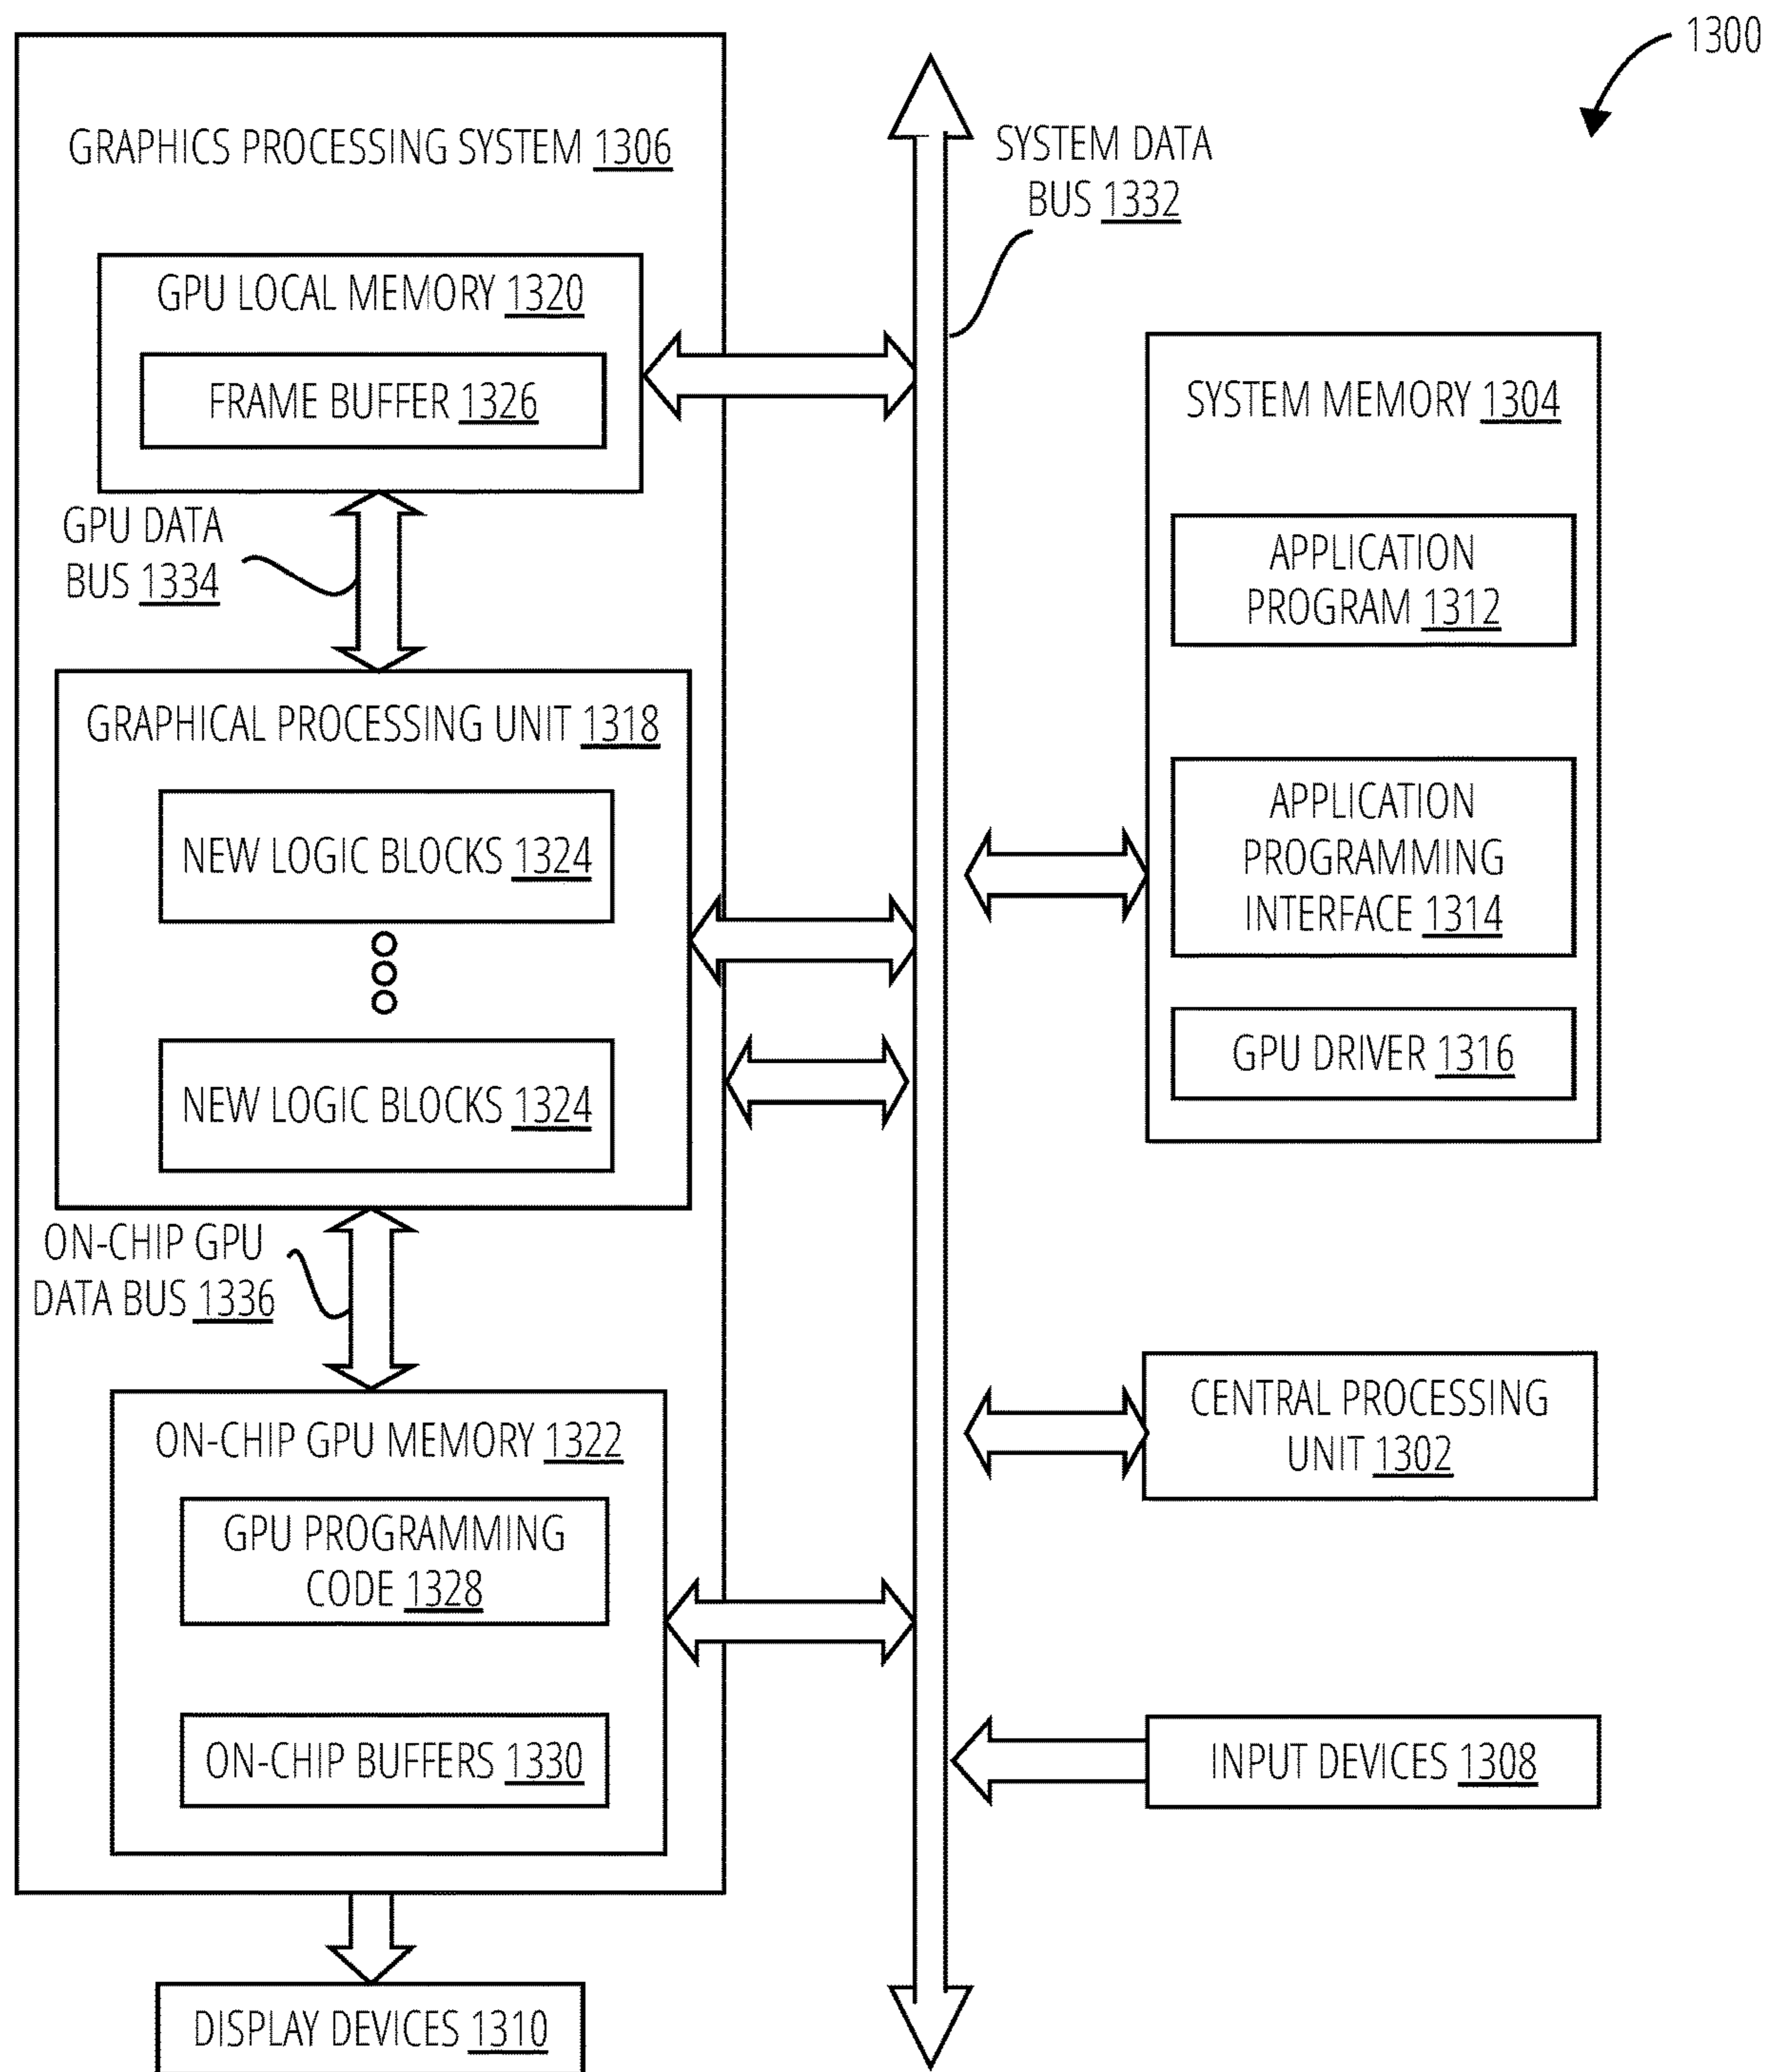 1300
GRAPHICS PROCESSING SYSTEM 1306
SYSTEM DATA
BUS 1332
GPU LOCAL MEMORY 1320
FRAME BUFFER 1326
GPU DATA
BUS 1334
GRAPHICAL PROCESSING UNIT 1318
NEW LOGIC BLOCKS 1324
NEW LOGIC BLOCKS 1324
ON-CHIP GPU
DATA BUS 1336
ON-CHIP GPU MEMORY 1322
GPU PROGRAMMING
CODE 1328
ON-CHIP BUFFERS 1330
DISPLAY DEVICES 1310
SYSTEM MEMORY 1304
APPLICATION
PROGRAM 1312
APPLICATION
PROGRAMMING
INTERFACE 1314
GPU DRIVER 1316
CENTRAL PROCESSING
UNIT 1302
INPUT DEVICES 1308